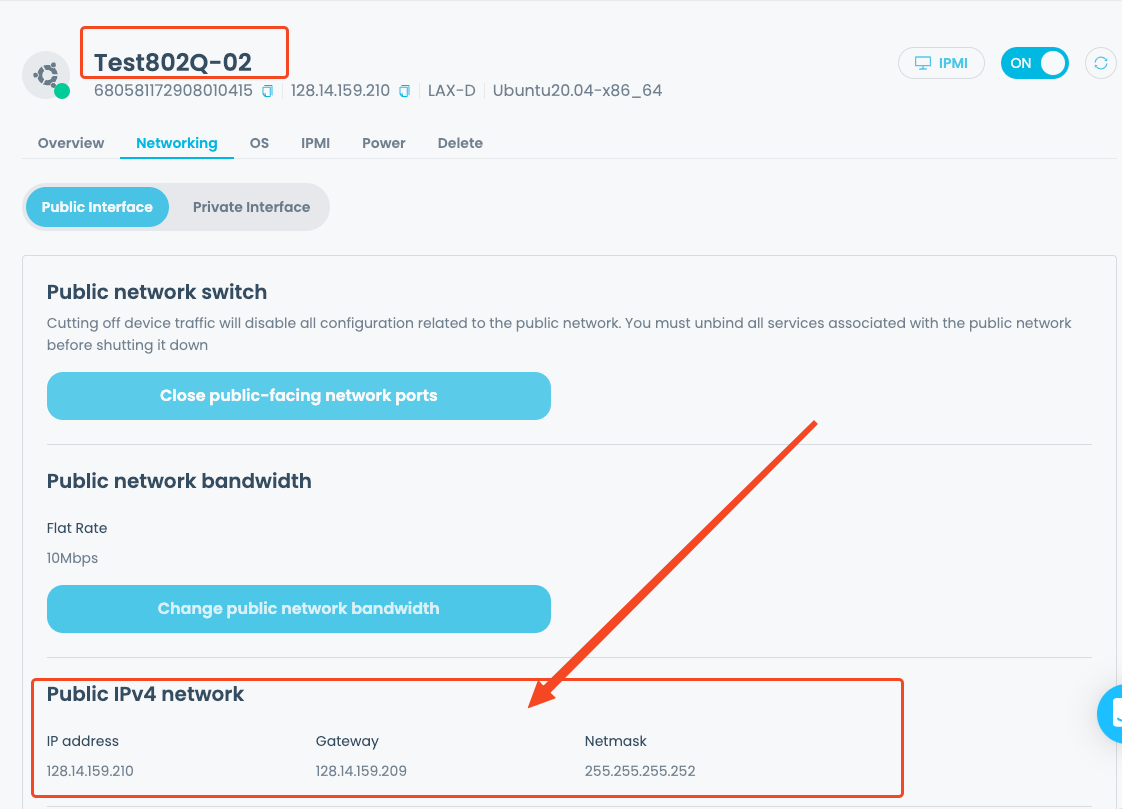 Test802Q-02
IPMI
ON
680581172908010415 128.14.159.210 LAX-D Ubuntu20.04-x86_64
Overview Networking OS IPMI Power Delete
Public Interface Private Interface
Public network switch
Cutting off device traffic will disable all configuration related to the public network. You must unbind all services associated with the public network
before shutting it down
Close public-facing network ports
Public network bandwidth
Flat Rate
10Mbps
Change public network bandwidth
Public IPv4 network
IP address Gateway Netmask
128.14.159.210 128.14.159.209 255.255.255.252